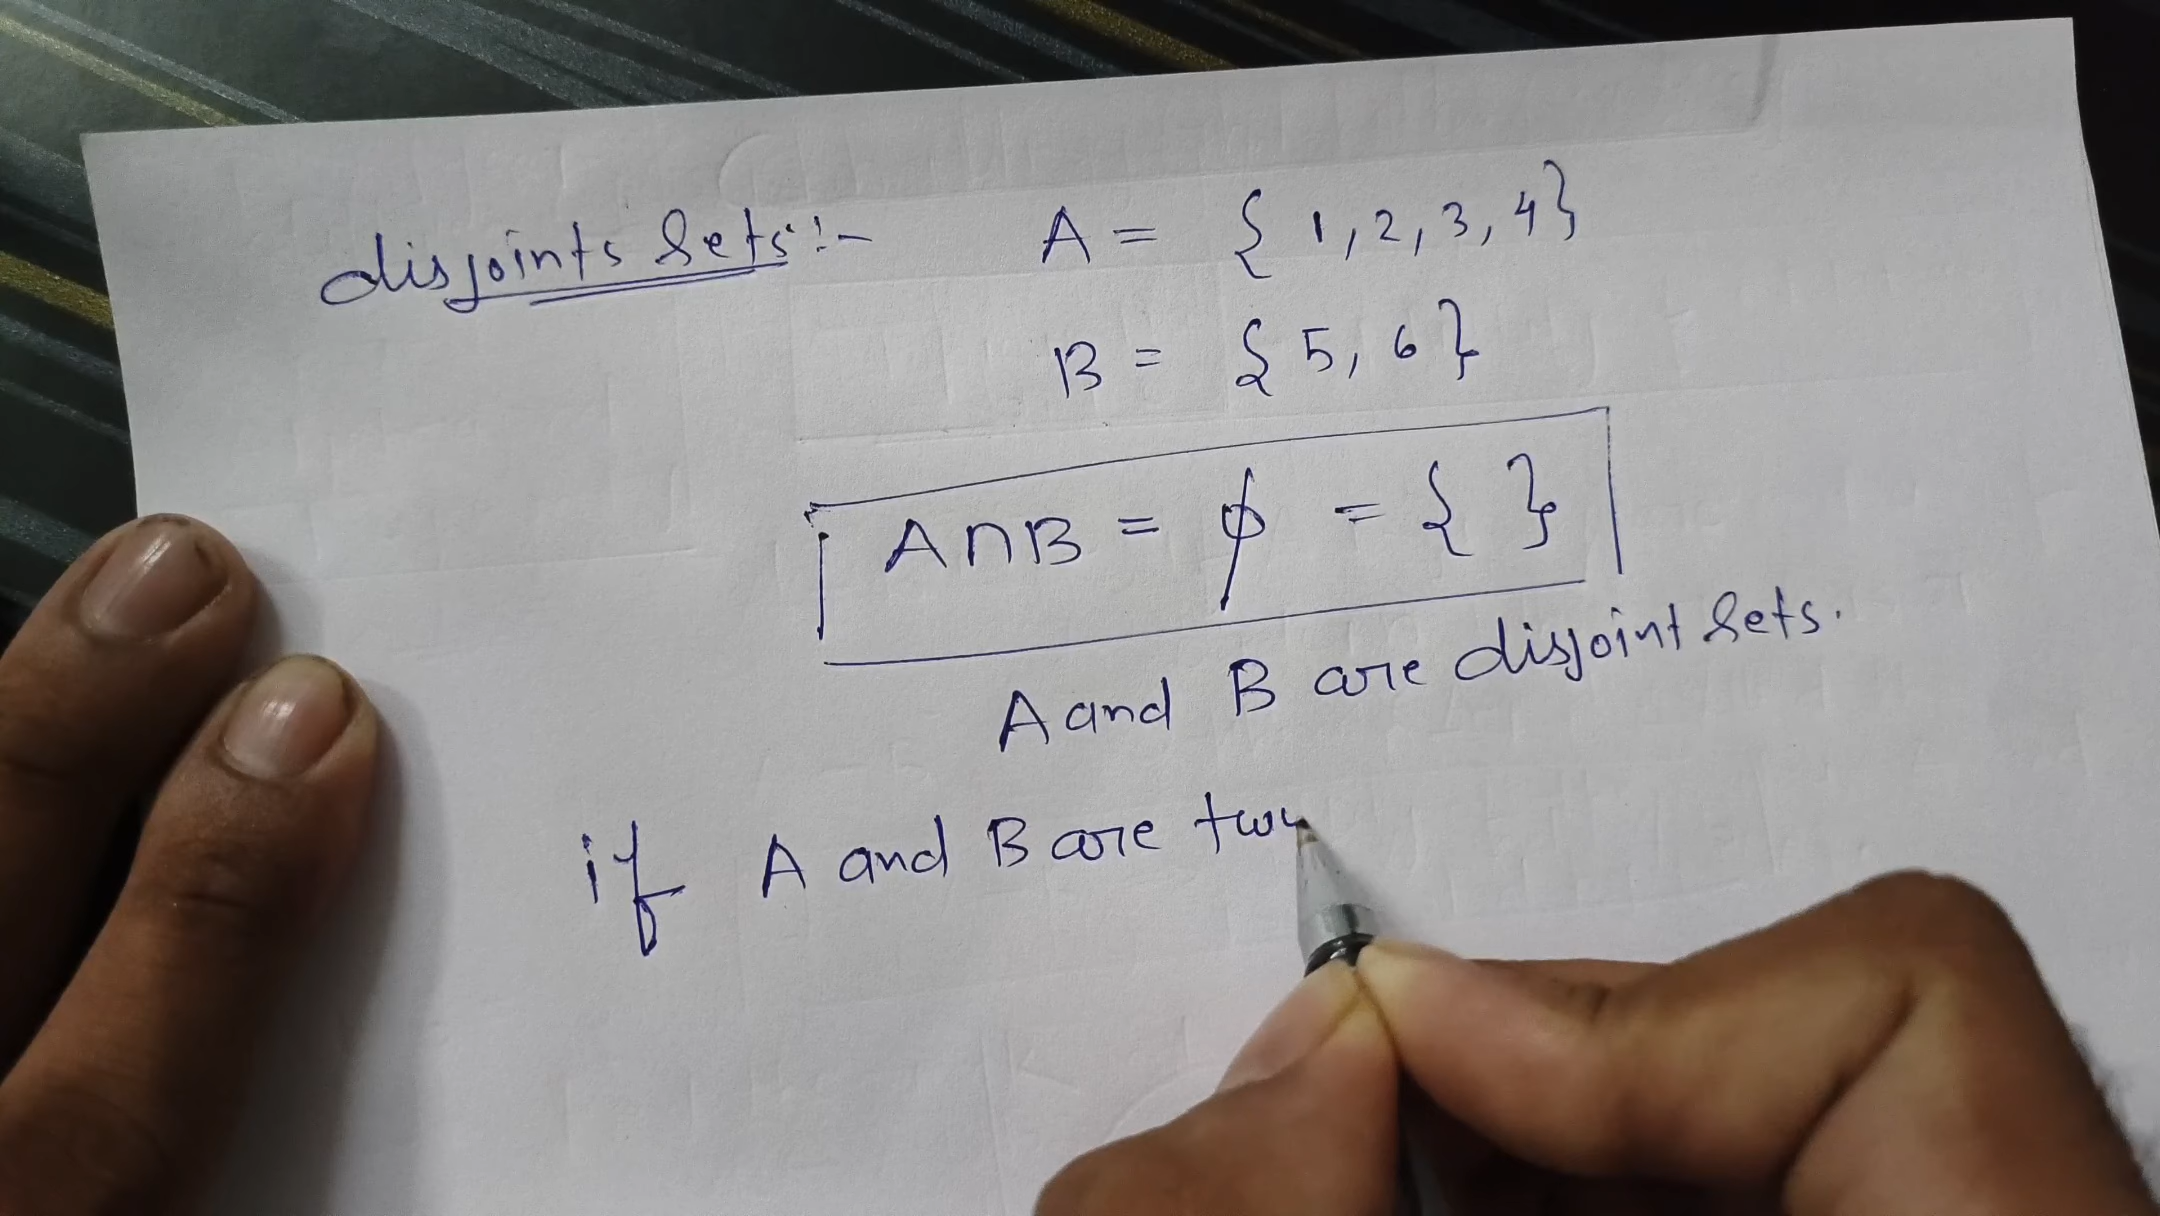 disjoints sets:- A = { 1, 2, 3, 4}
B = { 5, 6 }
A∩B = ϕ = { }
A and B are disjoint sets.
if A and B are two